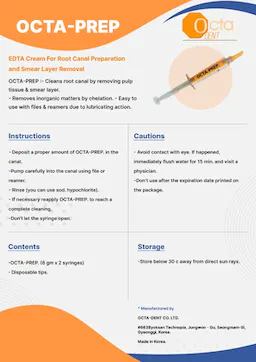 OCTA-PREP
Octa
DENT
EDTA Cream For Root Canal Preparation
and Smear Layer Removal
OCTA-PREP :- Cleans root canal by removing pulp
tissue & smear layer.
- Removes inorganic matters by chelation. - Easy to
use with files & reamers due to lubricating action.
OCTA-PREP
Instructions
-Deposit a proper amount of OCTA-PREP. in the
canal.
-Pump carefully into the canal using file or
reamer.
- Rinse (you can use sod. hypochlorite).
- If necessary reapply OCTA-PREP. to reach a
complete cleaning.
-Don't let the syringe open.
Cautions
- Avoid contact with eye. If happened,
immediately flush water for 15 min. and visit a
physician.
-Don't use after the expiration date printed on
the package.
Contents
-OCTA-PREP. (6 gm x 2 syringes)
- Disposable tips.
Storage
-Store below 30 c away from direct sun rays.
* Manufactured by
OCTA-DENT CO. LTD.
Technopia, Jungwon - Gu, Seongnam-Si,
Gyeonggi, Korea.
Made in Korea.